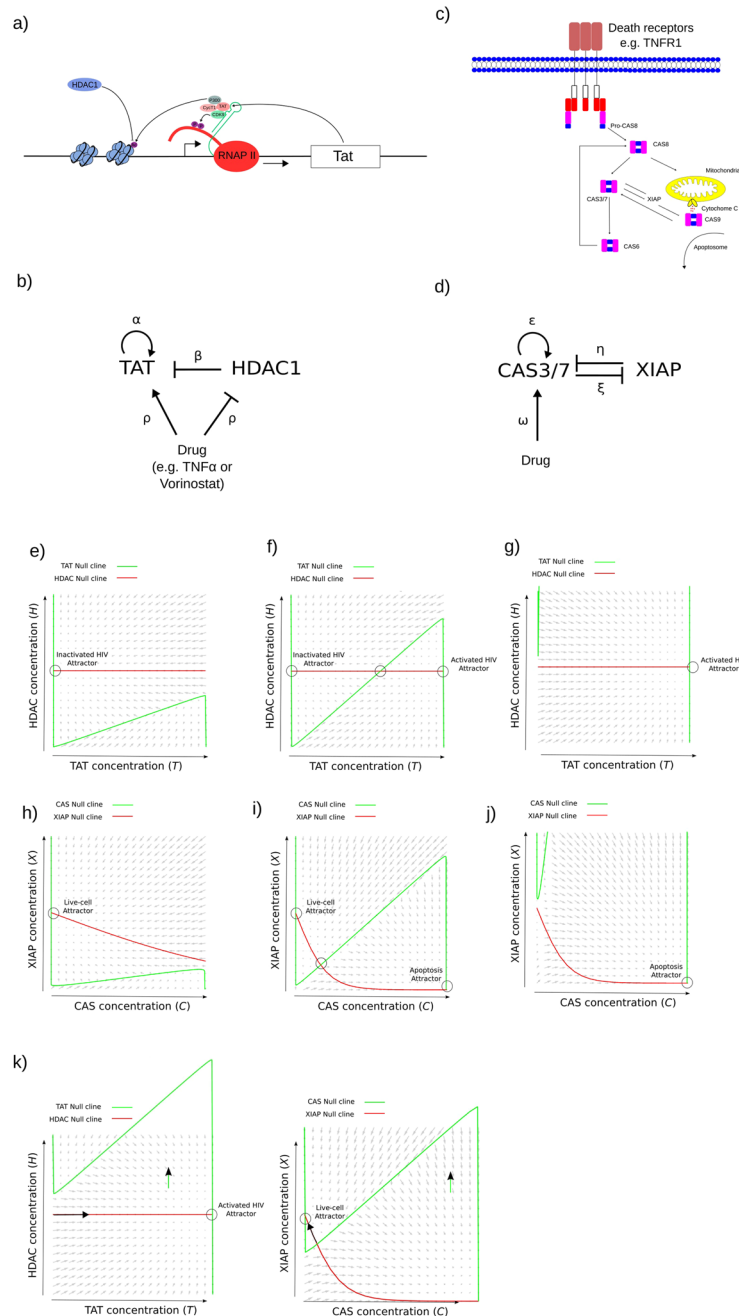 a)
HDAC1
P300
CycT1
TAT
CDK9
RNAP II
Tat
c)
Death receptors
e.g. TNFR1
Pro-CAS8
CAS8
Mitochondria
CAS3/7
XIAP
Cytochome C
CAS9
CAS6
Apoptosome
b)
α
TAT
β
HDAC1
ρ
ρ
Drug
(e.g. TNFα or
Vorinostat)
d)
ε
CAS3/7
η
ξ
XIAP
ω
Drug
e)
TAT Null cline
HDAC Null cline
HDAC concentration (H)
Inactivated HIV
Attractor
TAT concentration (T)
f)
TAT Null cline
HDAC Null cline
HDAC concentration (H)
Inactivated HIV
Attractor
Activated HIV
Attractor
TAT concentration (T)
g)
TAT Null cline
HDAC Null cline
HDAC concentration (H)
Activated HIV
Attractor
TAT concentration (T)
h)
CAS Null cline
XIAP Null cline
XIAP concentration (X)
Live-cell
Attractor
CAS concentration (C)
i)
CAS Null cline
XIAP Null cline
XIAP concentration (X)
Live-cell
Attractor
Apoptosis
Attractor
CAS concentration (C)
j)
CAS Null cline
XIAP Null cline
XIAP concentration (X)
Apoptosis
Attractor
CAS concentration (C)
k)
TAT Null cline
HDAC Null cline
HDAC concentration (H)
Activated HIV
Attractor
TAT concentration (T)
CAS Null cline
XIAP Null cline
XIAP concentration (X)
Live-cell
Attractor
CAS concentration (C)